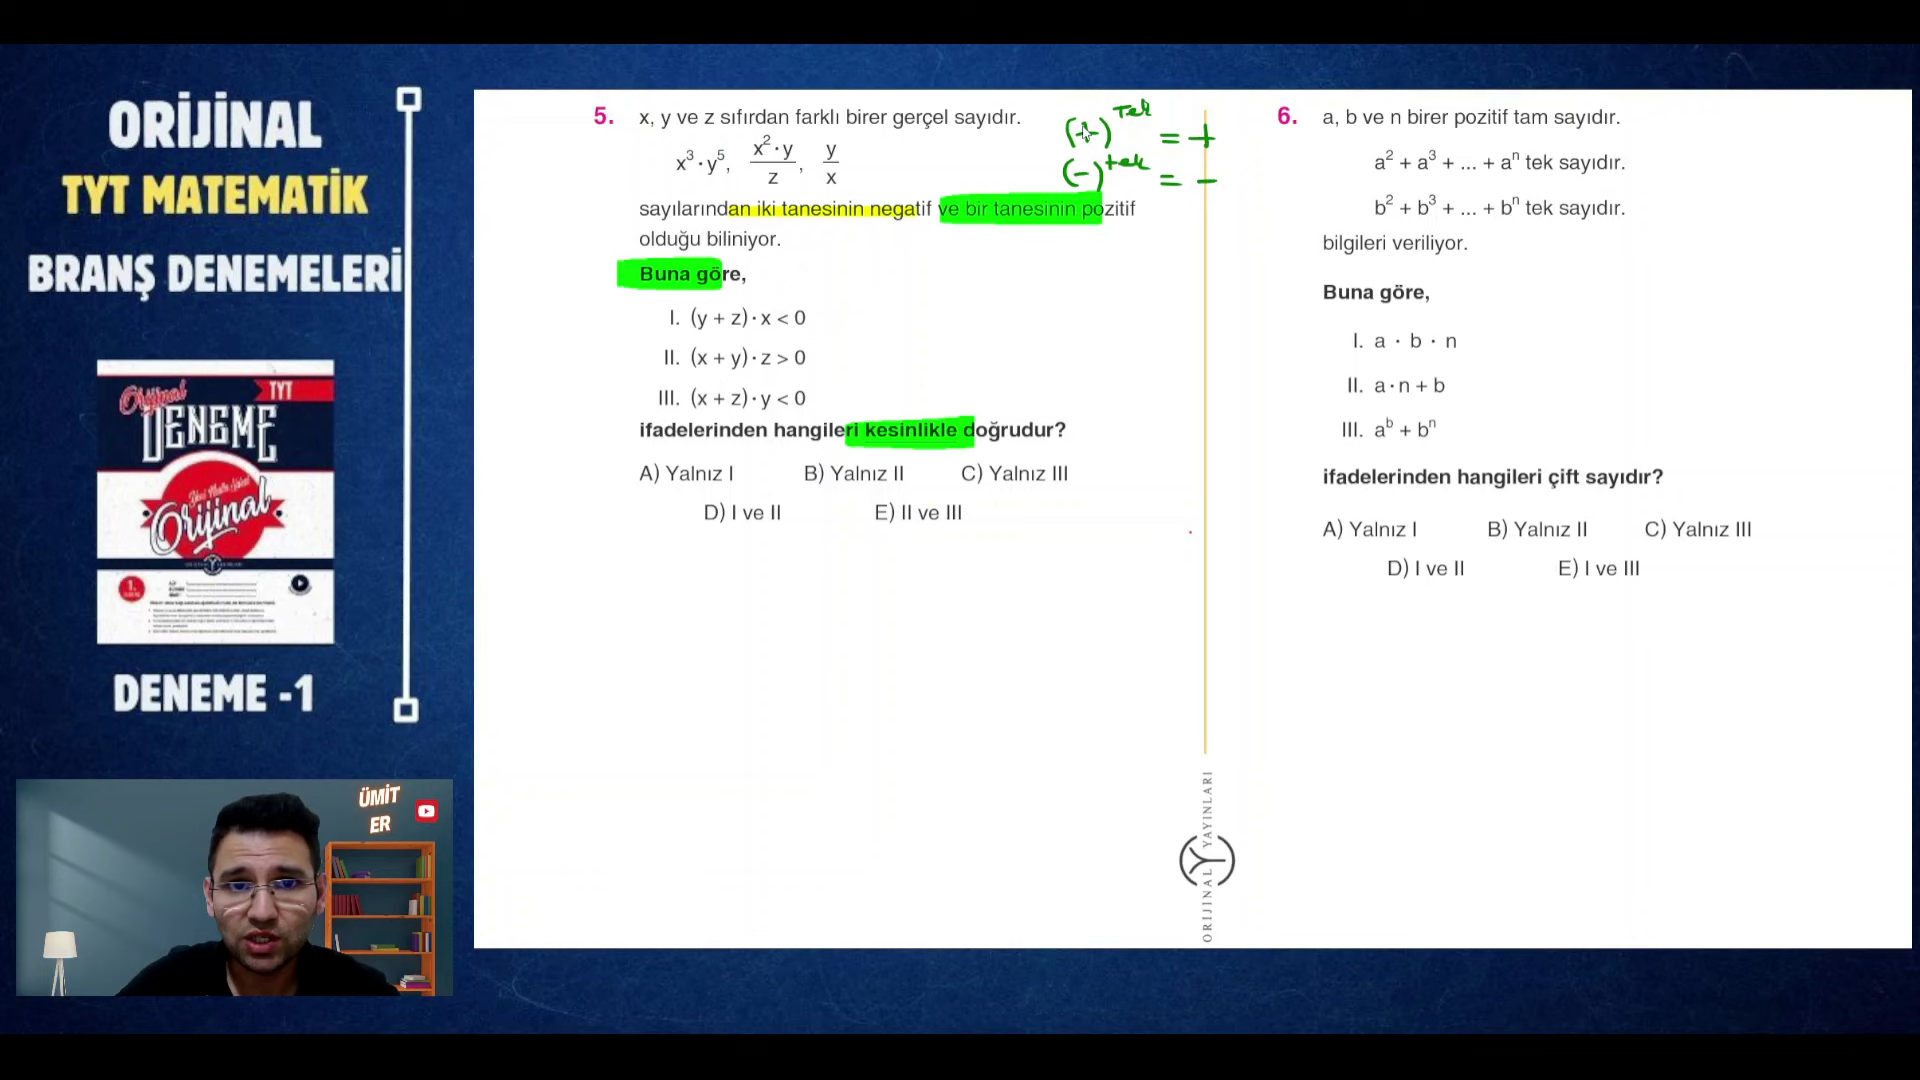 ORİJİNAL
TYT MATEMATİK
BRANŞ DENEMELERİ
Orijinal
TYT
DENEME
Orijinal
DENEME -1
ÜMİT
ER
5. x, y ve z sıfırdan farklı birer gerçel sayıdır.
x³·y⁵, x²·y/z, y/x
sayılarından iki tanesinin negatif ve bir tanesinin pozitif
olduğu biliniyor.
Buna göre,
I. (y + z)·x < 0
II. (x + y)·z > 0
III. (x + z)·y < 0
ifadelerinden hangileri kesinlikle doğrudur?
A) Yalnız I B) Yalnız II C) Yalnız III
D) I ve II E) II ve III
(+)^Tek = +
(-)^tek = -
ORİJİNAL YAYINLARI
6. a, b ve n birer pozitif tam sayıdır.
a² + a³ + ... + aⁿ tek sayıdır.
b² + b³ + ... + bⁿ tek sayıdır.
bilgileri veriliyor.
Buna göre,
I. a · b · n
II. a·n + b
III. aᵇ + bⁿ
ifadelerinden hangileri çift sayıdır?
A) Yalnız I B) Yalnız II C) Yalnız III
D) I ve II E) I ve III